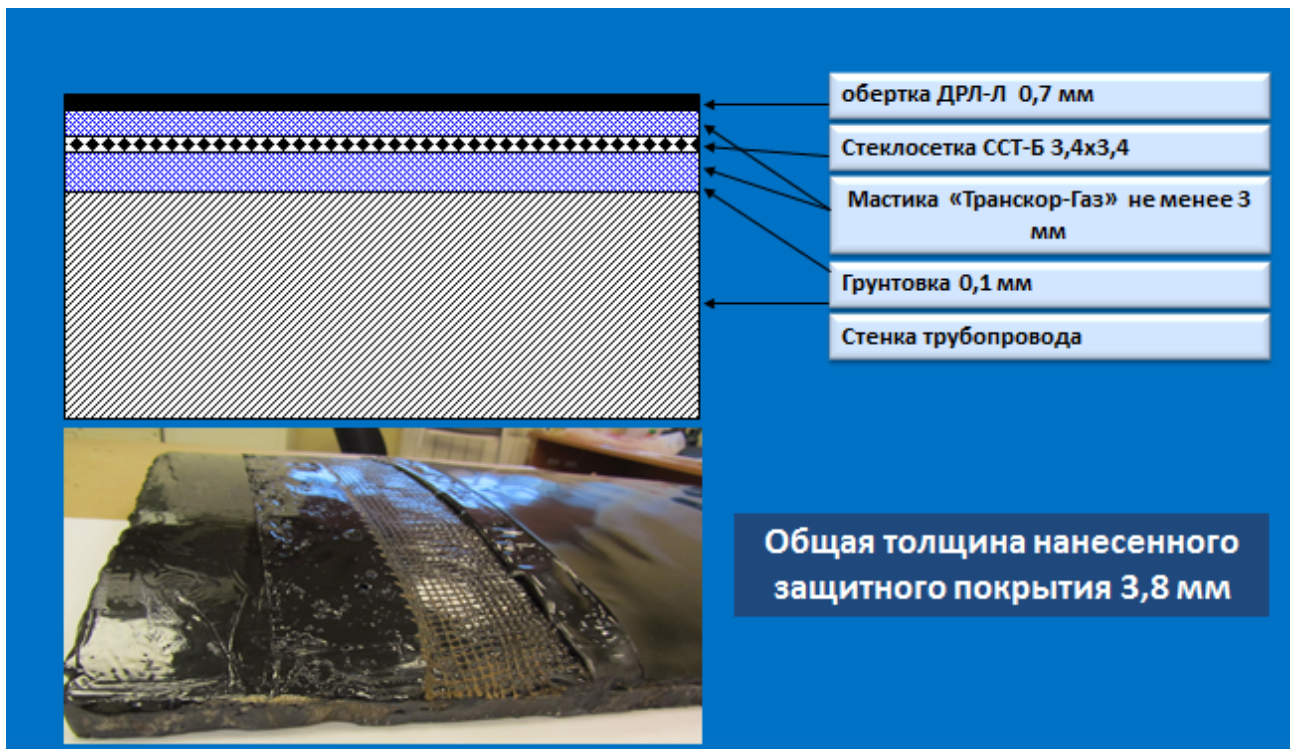 обертка ДРЛ-Л 0,7 мм
Стеклосетка ССТ-Б 3,4х3,4
Мастика «Транскор-Газ» не менее 3
мм
Грунтовка 0,1 мм
Стенка трубопровода
Общая толщина нанесенного
защитного покрытия 3,8 мм